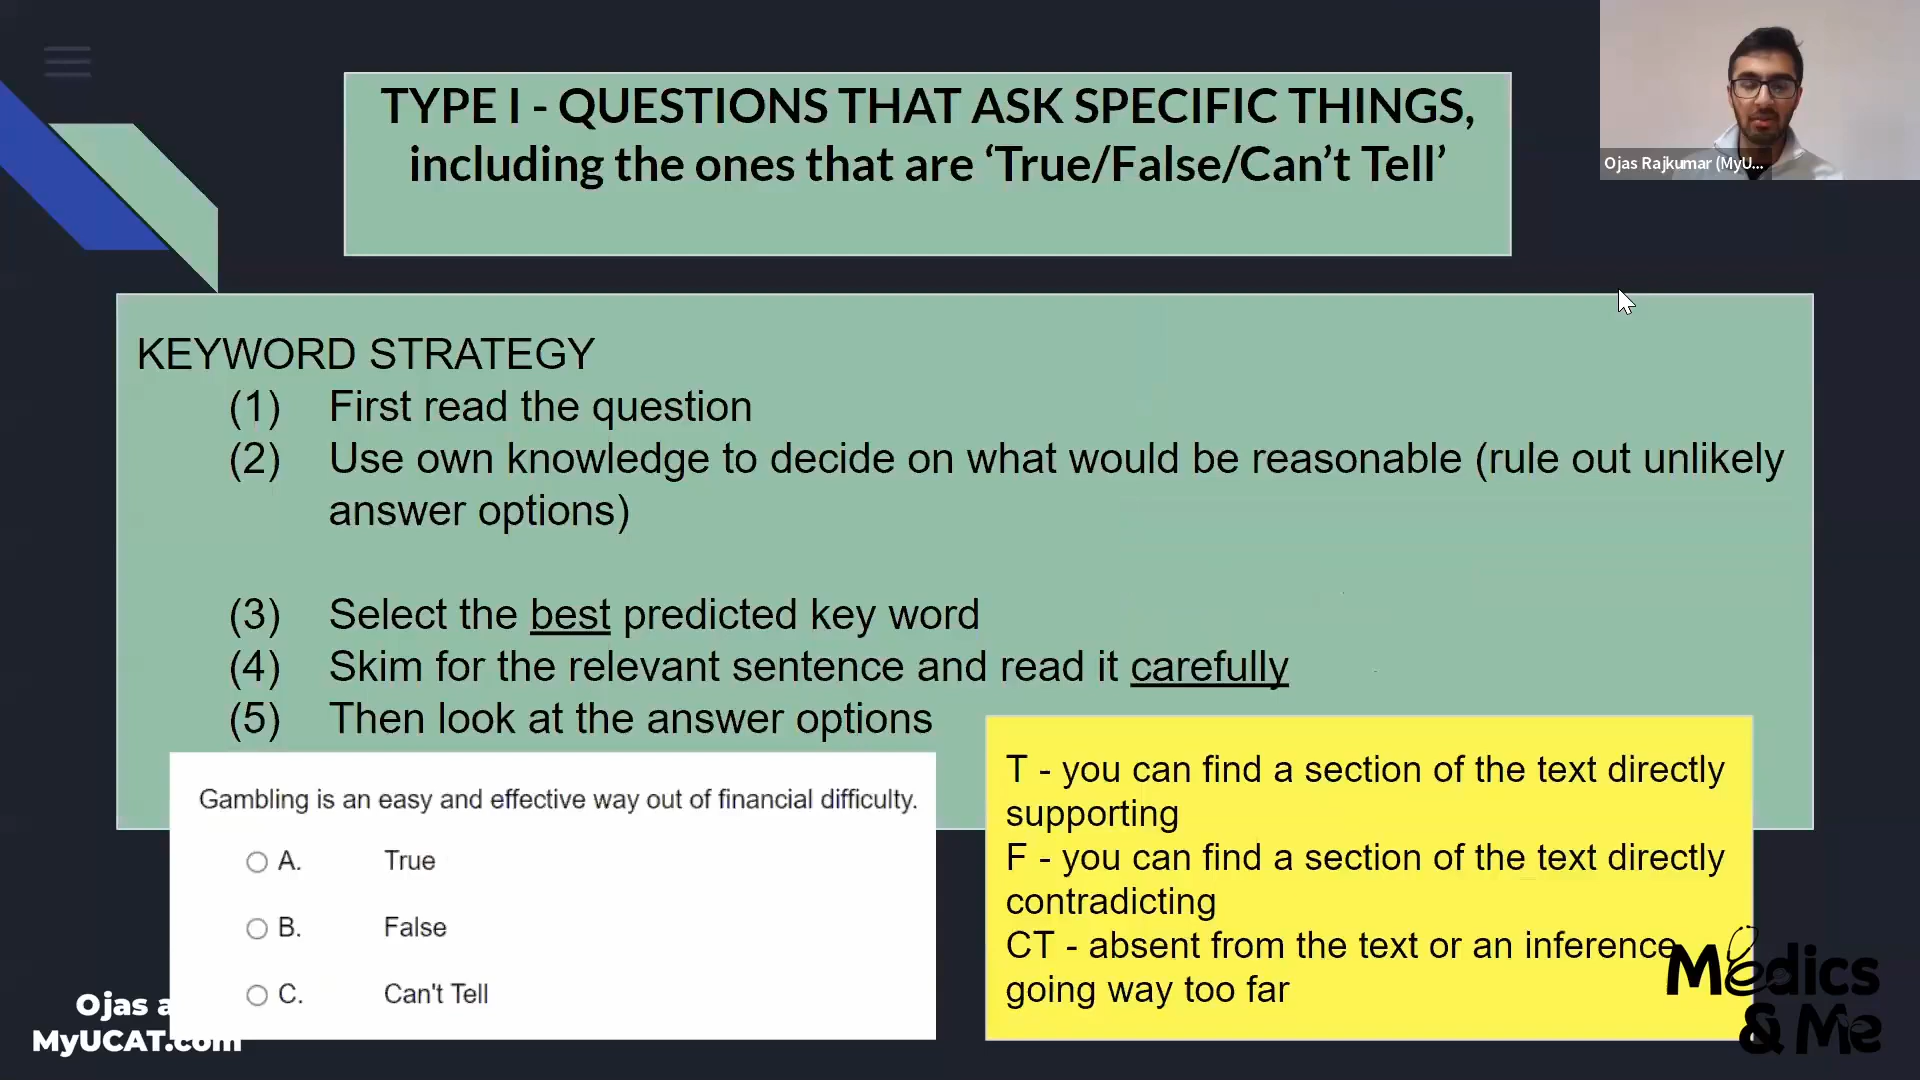 TYPE I - QUESTIONS THAT ASK SPECIFIC THINGS,
including the ones that are ‘True/False/Can’t Tell’
Ojas Rajkumar (MyU...
KEYWORD STRATEGY
(1) First read the question
(2) Use own knowledge to decide on what would be reasonable (rule out unlikely
answer options)
(3) Select the best predicted key word
(4) Skim for the relevant sentence and read it carefully
(5) Then look at the answer options
Gambling is an easy and effective way out of financial difficulty.
A. True
B. False
C. Can't Tell
T - you can find a section of the text directly
supporting
F - you can find a section of the text directly
contradicting
CT - absent from the text or an inference
going way too far
Ojas a
MyUCAT.com
Medics
& Me